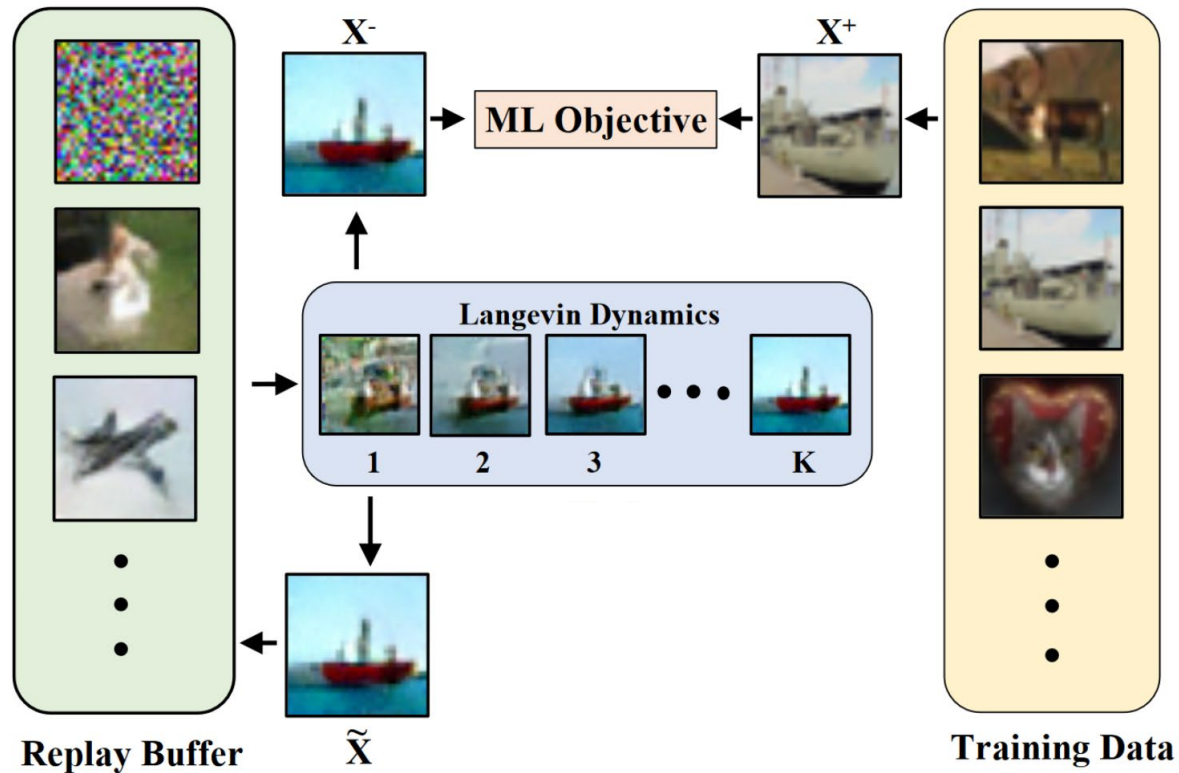 X⁻
X⁺
ML Objective
Langevin Dynamics
1 2 3 K
X̃
Replay Buffer
Training Data